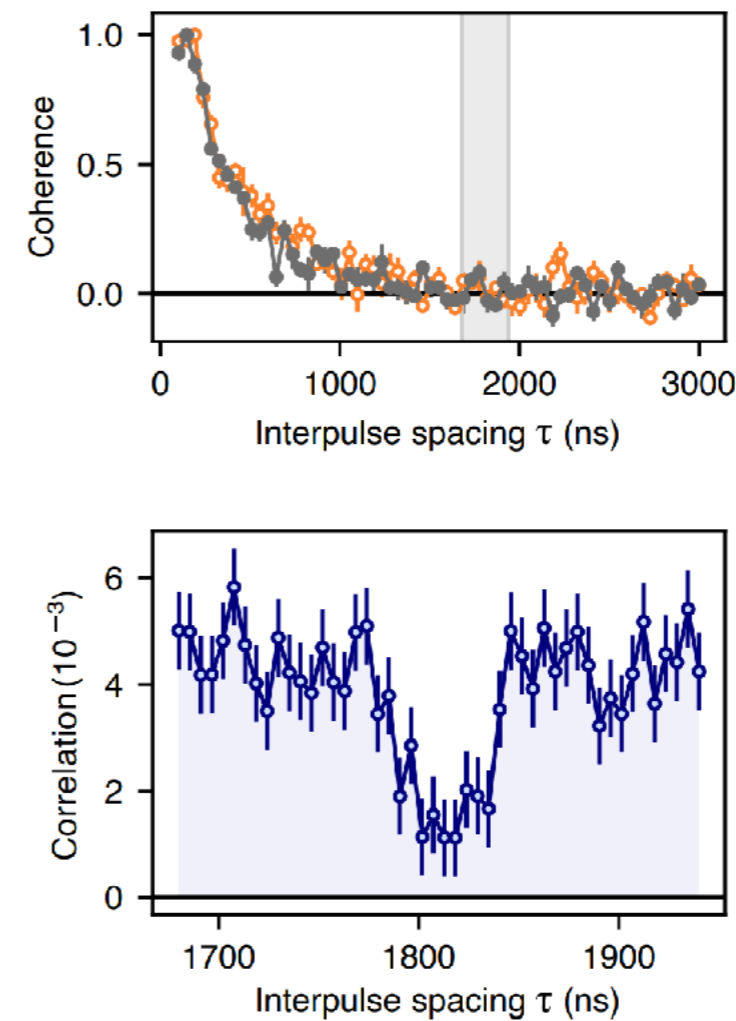 1.0
0.5
0.0
Coherence
0 1000 2000 3000
Interpulse spacing τ (ns)
6
4
2
0
Correlation (10⁻³)
1700 1800 1900
Interpulse spacing τ (ns)